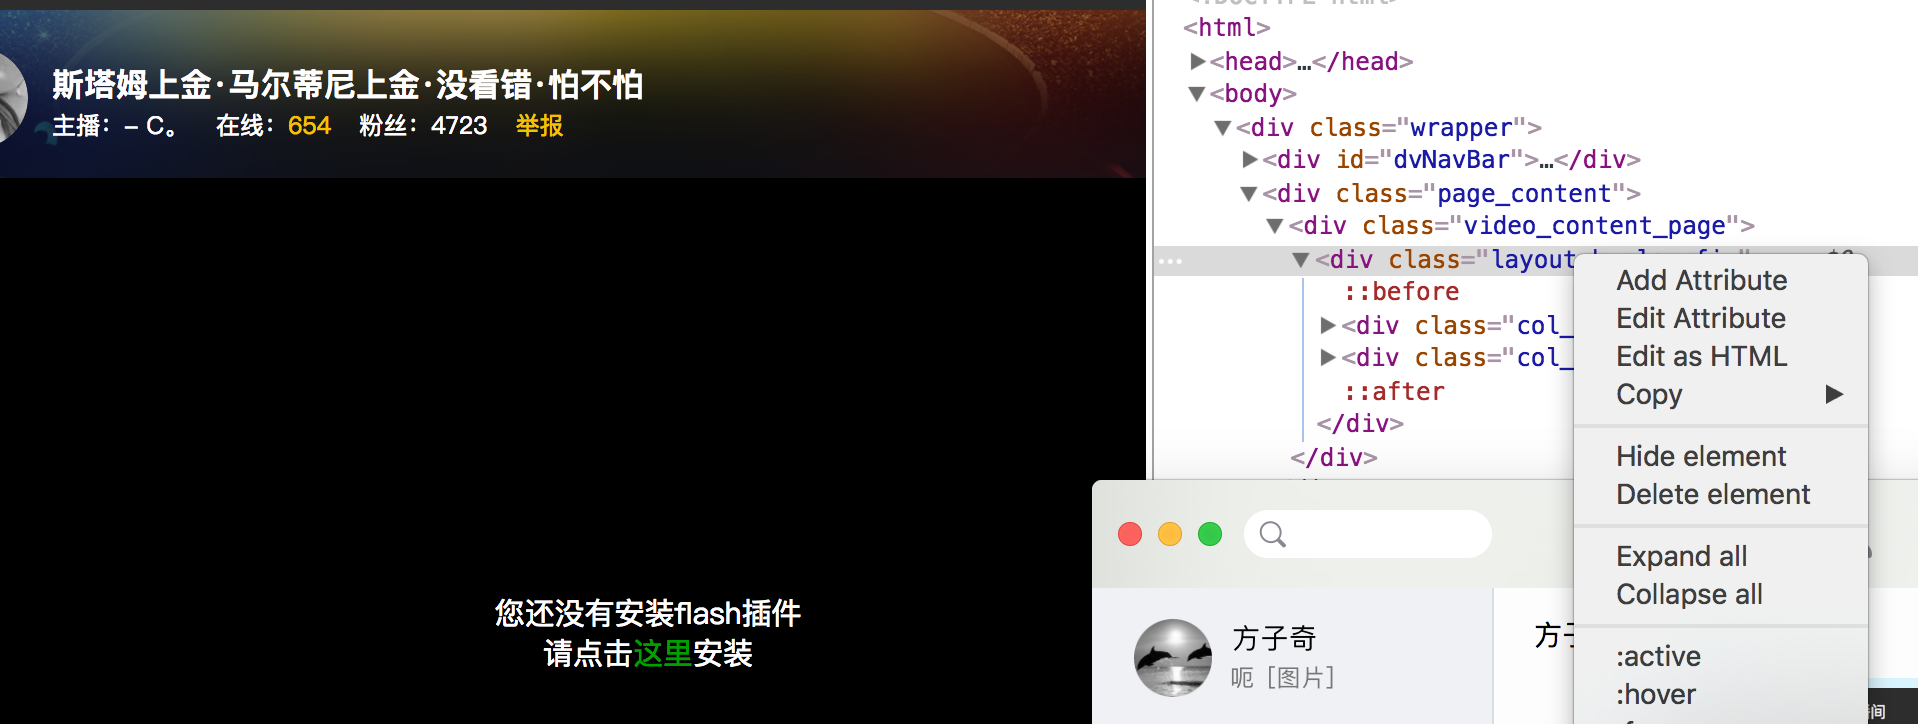 斯塔姆上金·马尔蒂尼上金·没看错·怕不怕
主播：– C。 在线：654 粉丝：4723 举报
您还没有安装flash插件
请点击这里安装
<html>
▶<head>…</head>
▼<body>
▼<div class="wrapper">
▶<div id="dvNavBar">…</div>
▼<div class="page_content">
▼<div class="video_content_page">
▼<div class="layout
::before
▶<div class="col_
▶<div class="col_
::after
</div>
</div>
Add Attribute
Edit Attribute
Edit as HTML
Copy ▶
Hide element
Delete element
Expand all
Collapse all
:active
:hover
方子奇
呃 [图片]
方
间